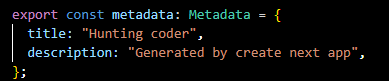 export const metadata: Metadata = {
  title: "Hunting coder",
  description: "Generated by create next app",
};